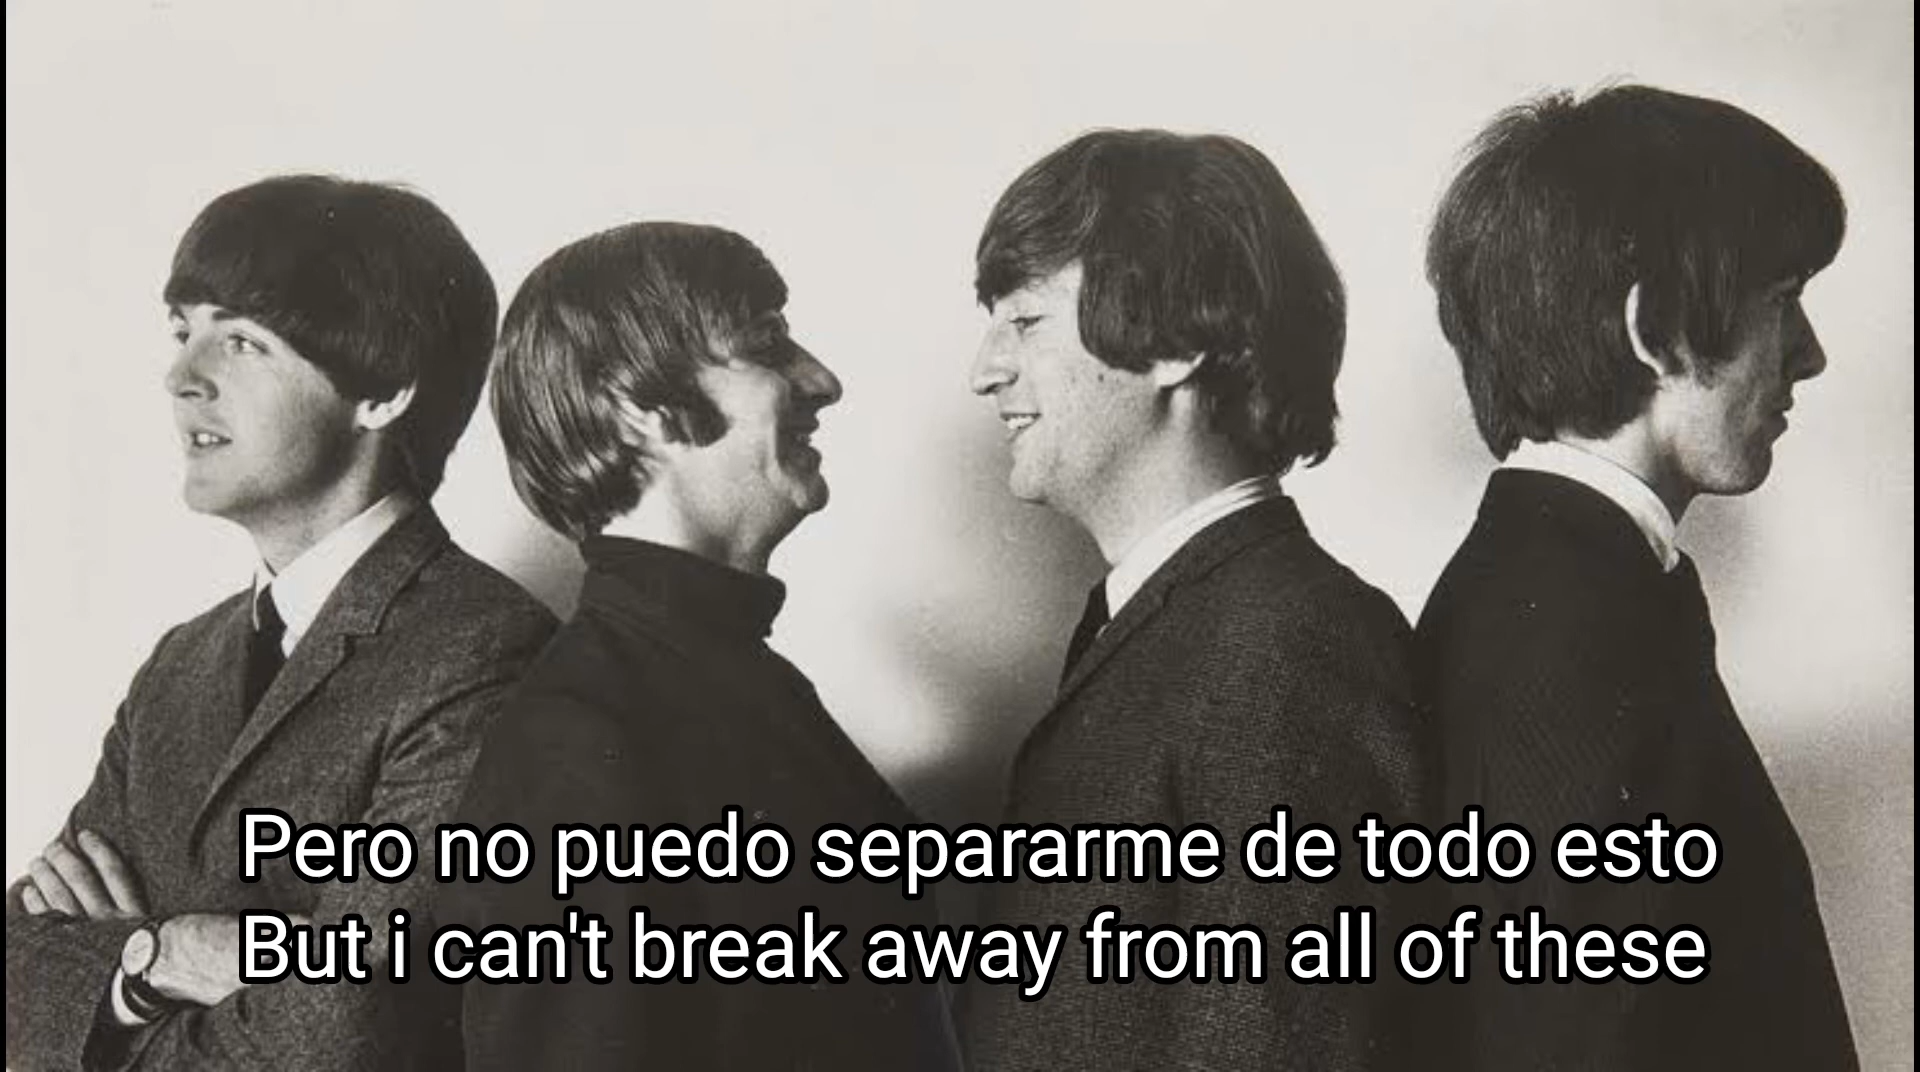 Pero no puedo separarme de todo esto
But i can't break away from all of these